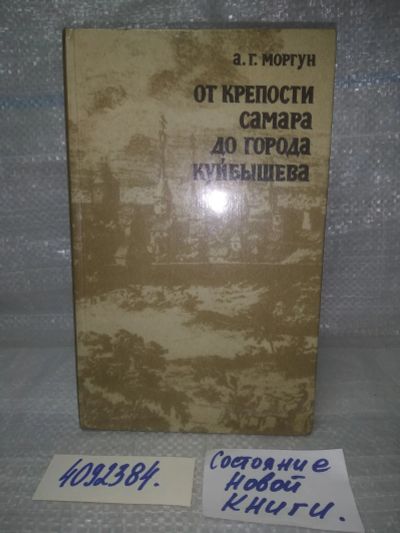 А.Г. МОРГУН
ОТ КРЕПОСТИ
САМАРА
ДО ГОРОДА
КУЙБЫШЕВА
4092384.
Состояние
Новой
Книги.